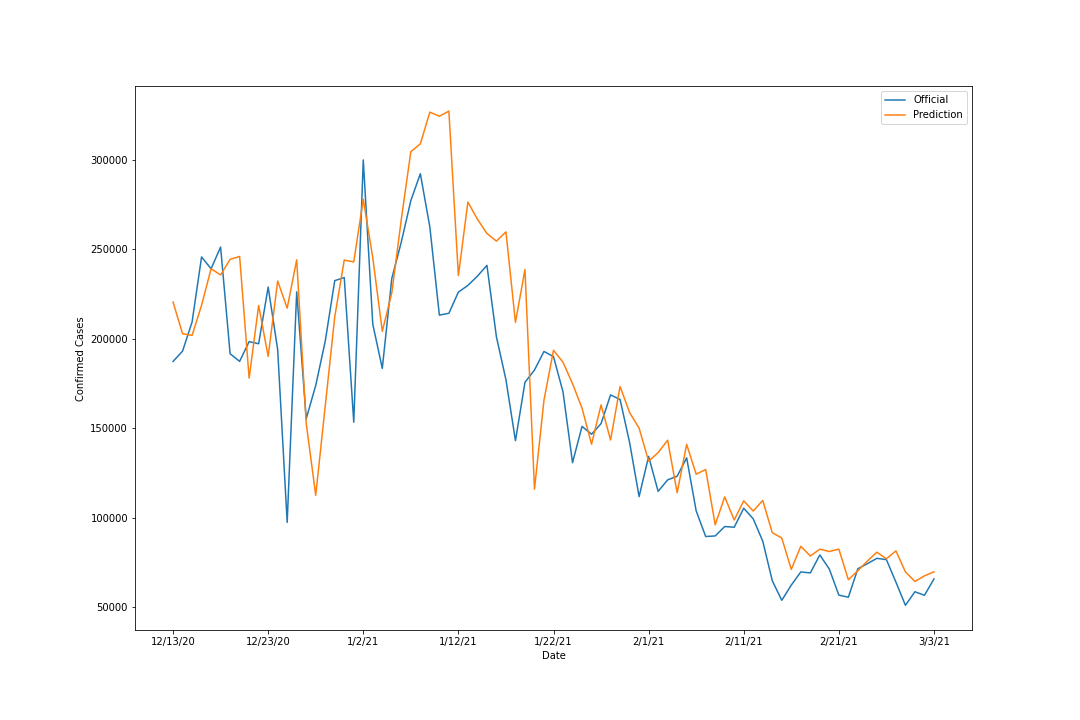 Official
Prediction
Confirmed Cases
300000
250000
200000
150000
100000
50000
12/13/20 12/23/20 1/2/21 1/12/21 1/22/21 2/1/21 2/11/21 2/21/21 3/3/21
Date